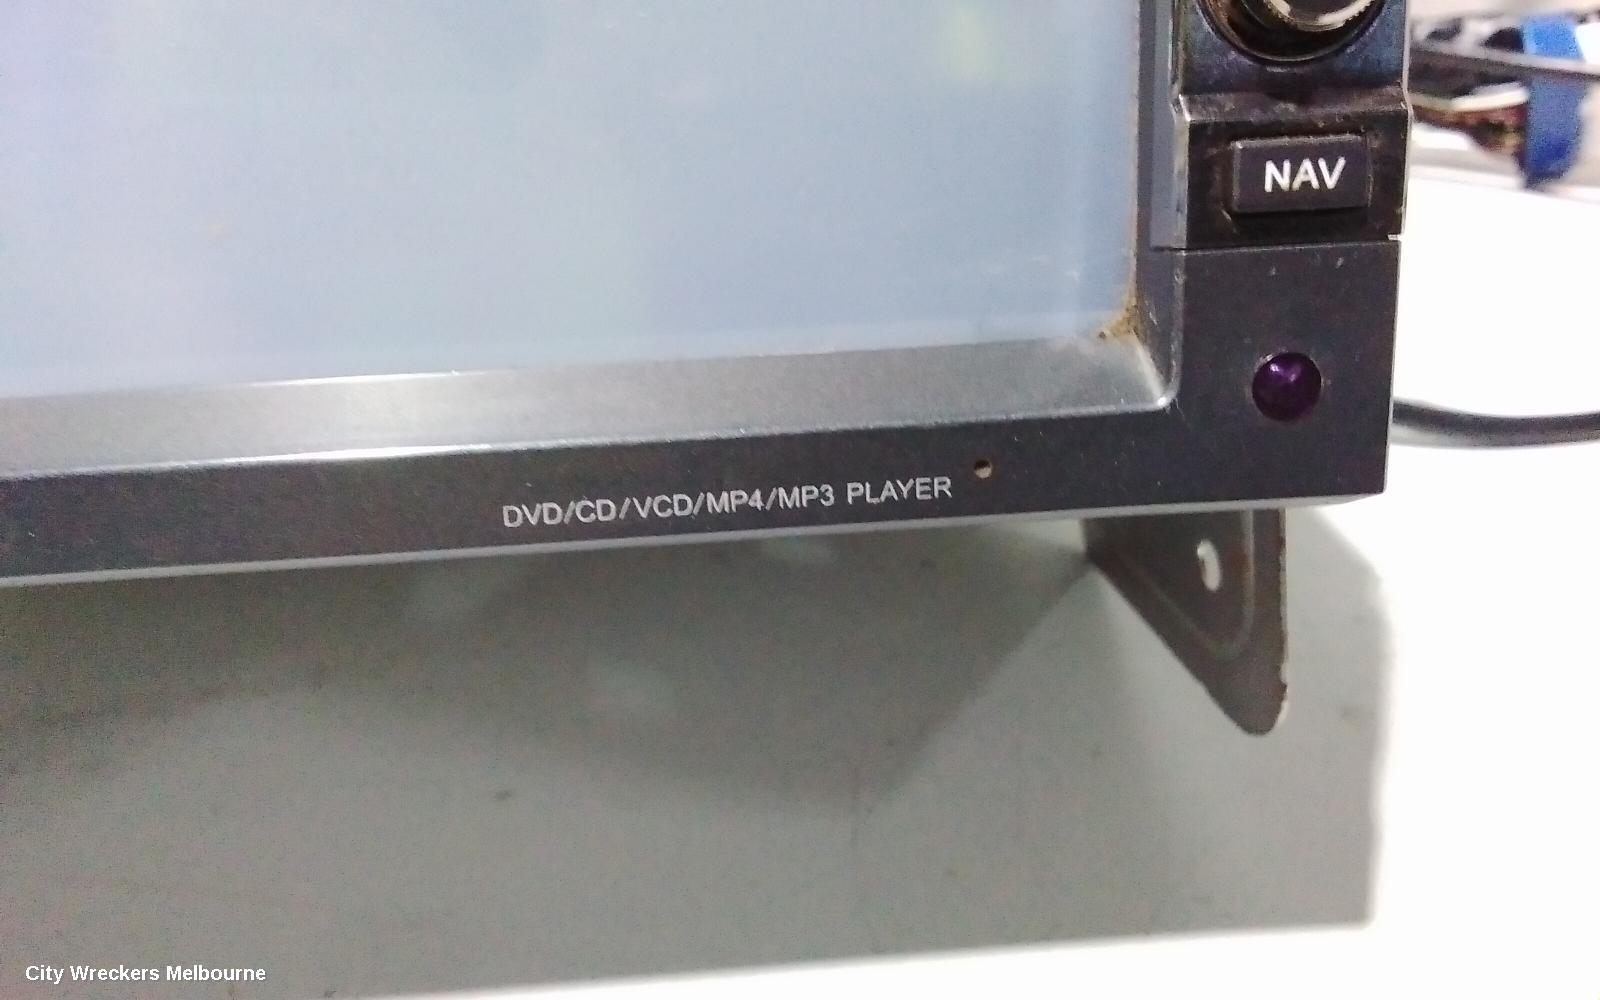 NAV
DVD/CD/VCD/MP4/MP3 PLAYER
City Wreckers Melbourne